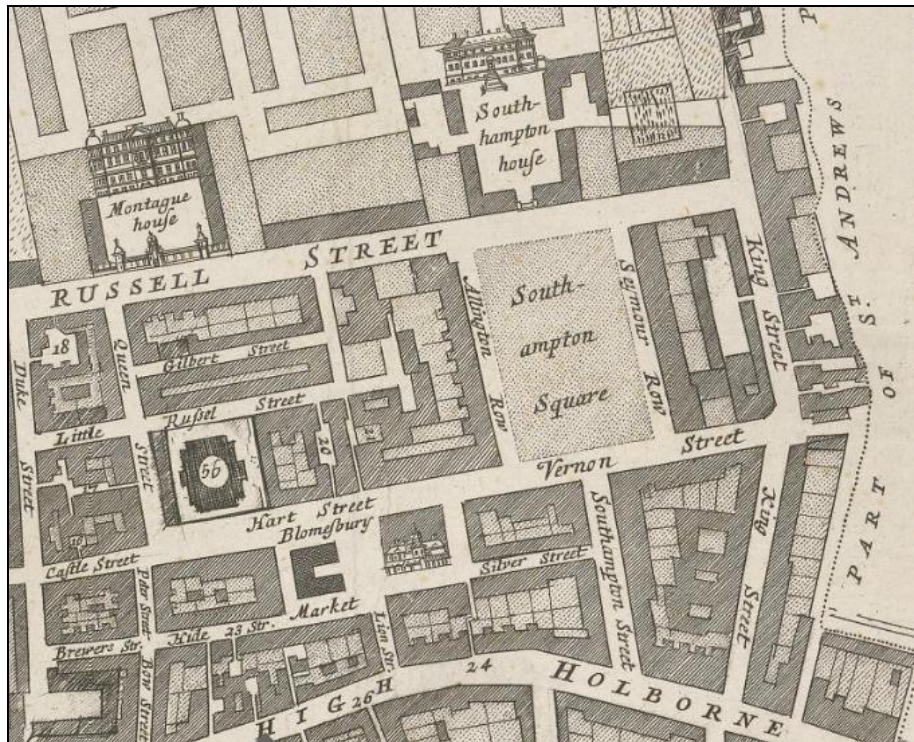 South-
hampton
house
Montague
house
RUSSELL STREET
PART OF ST. ANDREWS
King Street
Allington Row
South-
ampton
Square
Seymour Row
18
Duke Street
Queen Street
Gilbert Street
Little Russel Street
56
20
21
Hart Street
Vernon Street
Blomesbury
Market
17
Castle Street
Silver Street
Southampton Street
King Street
Hide
23 Str.
Lion Str.
Brewers Str.
Bow Street
24
26
HIGH HOLBORNE